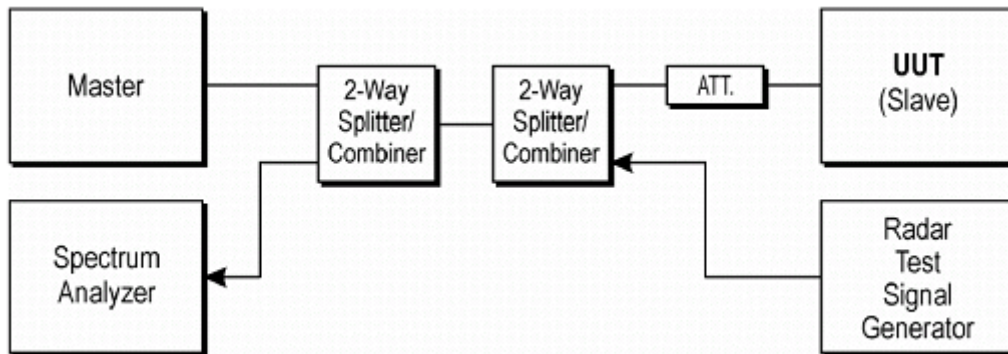 Master
2-Way
Splitter/
Combiner
2-Way
Splitter/
Combiner
ATT.
UUT
(Slave)
Spectrum
Analyzer
Radar
Test
Signal
Generator